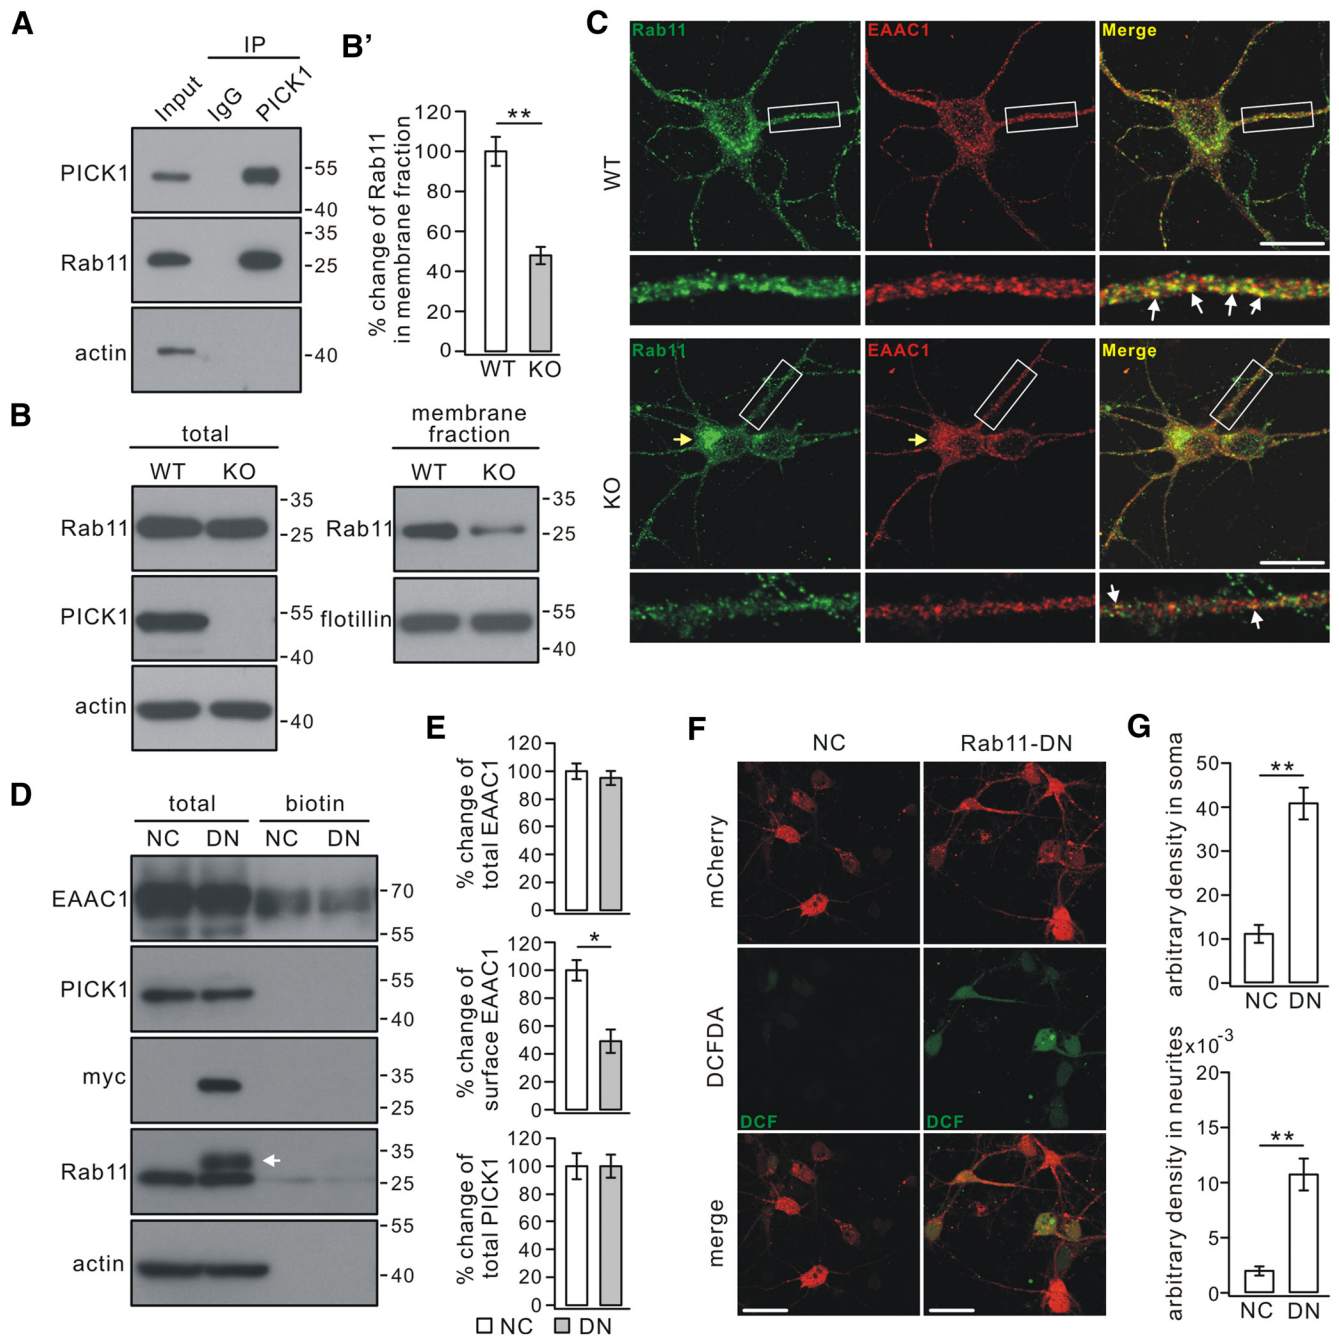 A
IP
Input
IgG
PICK1
PICK1
-55
-40
Rab11
-35
-25
actin
-40
B’
% change of Rab11
in membrane fraction
120
100
80
60
40
20
0
**
WT KO
B
total
WT KO
Rab11
-35
-25
PICK1
-55
-40
actin
-40
membrane
fraction
WT KO
Rab11
-35
-25
flotillin
-55
-40
C
Rab11
EAAC1
Merge
WT
Rab11
EAAC1
Merge
KO
D
total
biotin
NC DN NC DN
EAAC1
-70
-55
PICK1
-55
-40
myc
-35
-25
Rab11
-35
-25
actin
-55
-40
E
% change of
total EAAC1
120
100
80
60
40
20
0
% change of
surface EAAC1
120
100
80
60
40
20
0
*
% change of
total PICK1
120
100
80
60
40
20
0
NC DN
F
NC
Rab11-DN
mCherry
DCFDA
DCF
DCF
merge
G
arbitrary density in soma
50
40
30
20
10
0
**
NC DN
arbitrary density in neurites
x10-3
20
15
10
5
0
**
NC DN